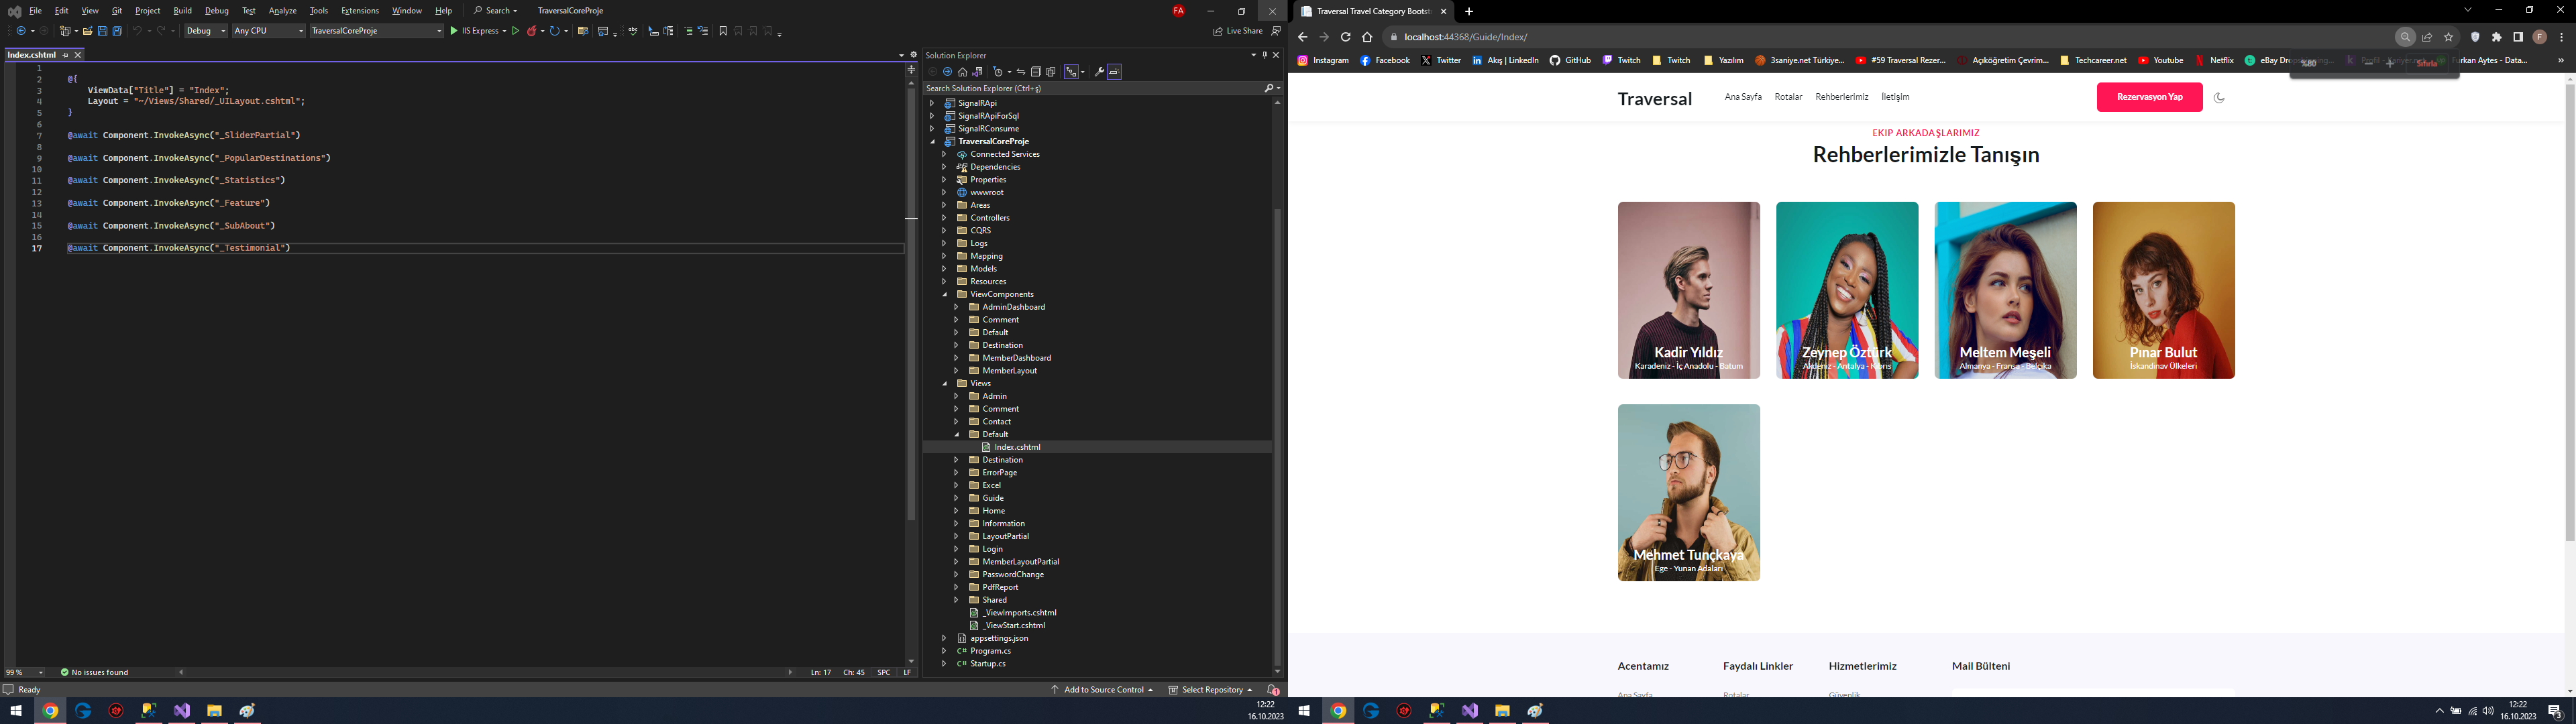 File Edit View Git Project Build Debug Test Analyze Tools Extensions Window Help Search TraversalCoreProje FA
Debug Any CPU TraversalCoreProje IIS Express Live Share
Index.cshtml
1
2 @{
3 ViewData["Title"] = "Index";
4 Layout = "~/Views/Shared/_UILayout.cshtml";
5 }
6
7 @await Component.InvokeAsync("_SliderPartial")
8
9 @await Component.InvokeAsync("_PopularDestinations")
10
11 @await Component.InvokeAsync("_Statistics")
12
13 @await Component.InvokeAsync("_Feature")
14
15 @await Component.InvokeAsync("_SubAbout")
16
17 @await Component.InvokeAsync("_Testimonial")
99 % No issues found Ln: 17 Ch: 45 SPC LF
Solution Explorer
Search Solution Explorer (Ctrl+ş)
SignalRApi
SignalRApiForSql
SignalRConsume
TraversalCoreProje
Connected Services
Dependencies
Properties
wwwroot
Areas
Controllers
CQRS
Logs
Mapping
Models
Resources
ViewComponents
AdminDashboard
Comment
Default
Destination
MemberDashboard
MemberLayout
Views
Admin
Comment
Contact
Default
Index.cshtml
Destination
ErrorPage
Excel
Guide
Home
Information
LayoutPartial
Login
MemberLayoutPartial
PasswordChange
PdfReport
Shared
_ViewImports.cshtml
_ViewStart.cshtml
appsettings.json
C# Program.cs
C# Startup.cs
Ready Add to Source Control Select Repository 1
12:22
16.10.2023
Traversal Travel Category Bootst
localhost:44368/Guide/Index/ F
Instagram Facebook Twitter Akış | LinkedIn GitHub Twitch Twitch Yazılım 3saniye.net Türkiye... #59 Traversal Rezer... Açıköğretim Çevrim... Techcareer.net Youtube Netflix Furkan Aytes - Data... »
%80 Sıfırla
Traversal Ana Sayfa Rotalar Rehberlerimiz İletişim Rezervasyon Yap
EKIP ARKADAŞLARIMIZ
Rehberlerimizle Tanışın
Kadir Yıldız
Karadeniz - İç Anadolu - Batum
Zeynep Öztürk
Akdeniz - Antalya - Kıbrıs
Meltem Meşeli
Almanya - Fransa - Belçika
Pınar Bulut
İskandinav Ülkeleri
Mehmet Tunçkaya
Ege - Yunan Adaları
Acentamız Faydalı Linkler Hizmetlerimiz Mail Bülteni
Ana Sayfa Rotalar Güvenlik
12:22
16.10.2023